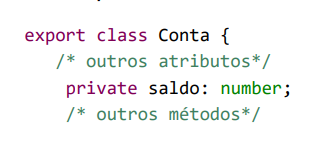 export class Conta {
/* outros atributos*/
private saldo: number;
/* outros métodos*/